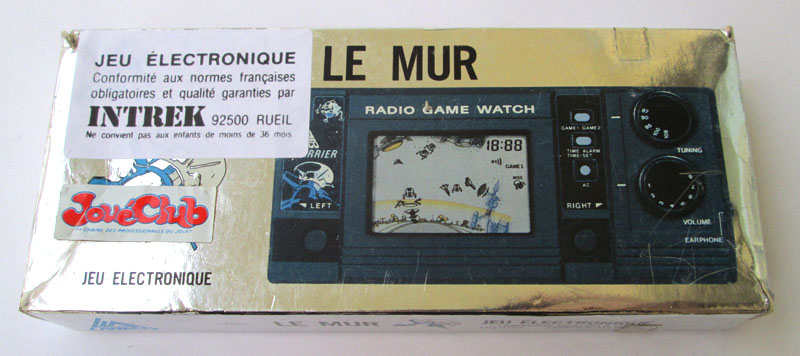 JEU ÉLECTRONIQUE
Conformité aux normes françaises
obligatoires et qualité garanties par
INTREK 92500 RUEIL
Ne convient pas aux enfants de moins de 36 mois
LE MUR
RADIO GAME WATCH
18:88
GAME1
MISS
GAME1 GAME2
TIME ALARM
TIME-SET
AC
TUNING
VOLUME
EARPHONE
LEFT
RIGHT
JouéClub
CHAINE DES PROFESSIONNELS DU JOUET
JEU ELECTRONIQUE
LE MUR
JEU ELECTRONIQUE